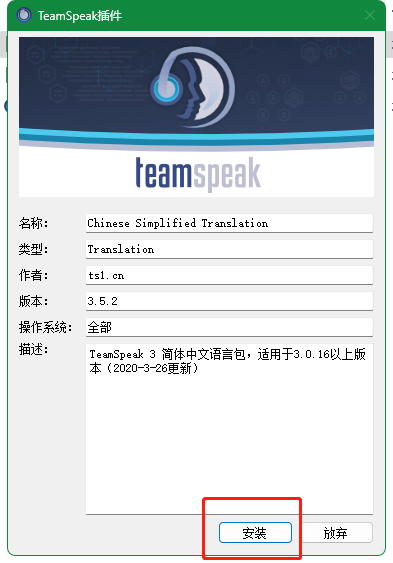 TeamSpeak插件
teamspeak
名称：
Chinese Simplified Translation
类型：
Translation
作者：
ts1.cn
版本：
3.5.2
操作系统：
全部
描述：
TeamSpeak 3 简体中文语言包，适用于3.0.16以上版
本（2020-3-26更新）
安装
放弃